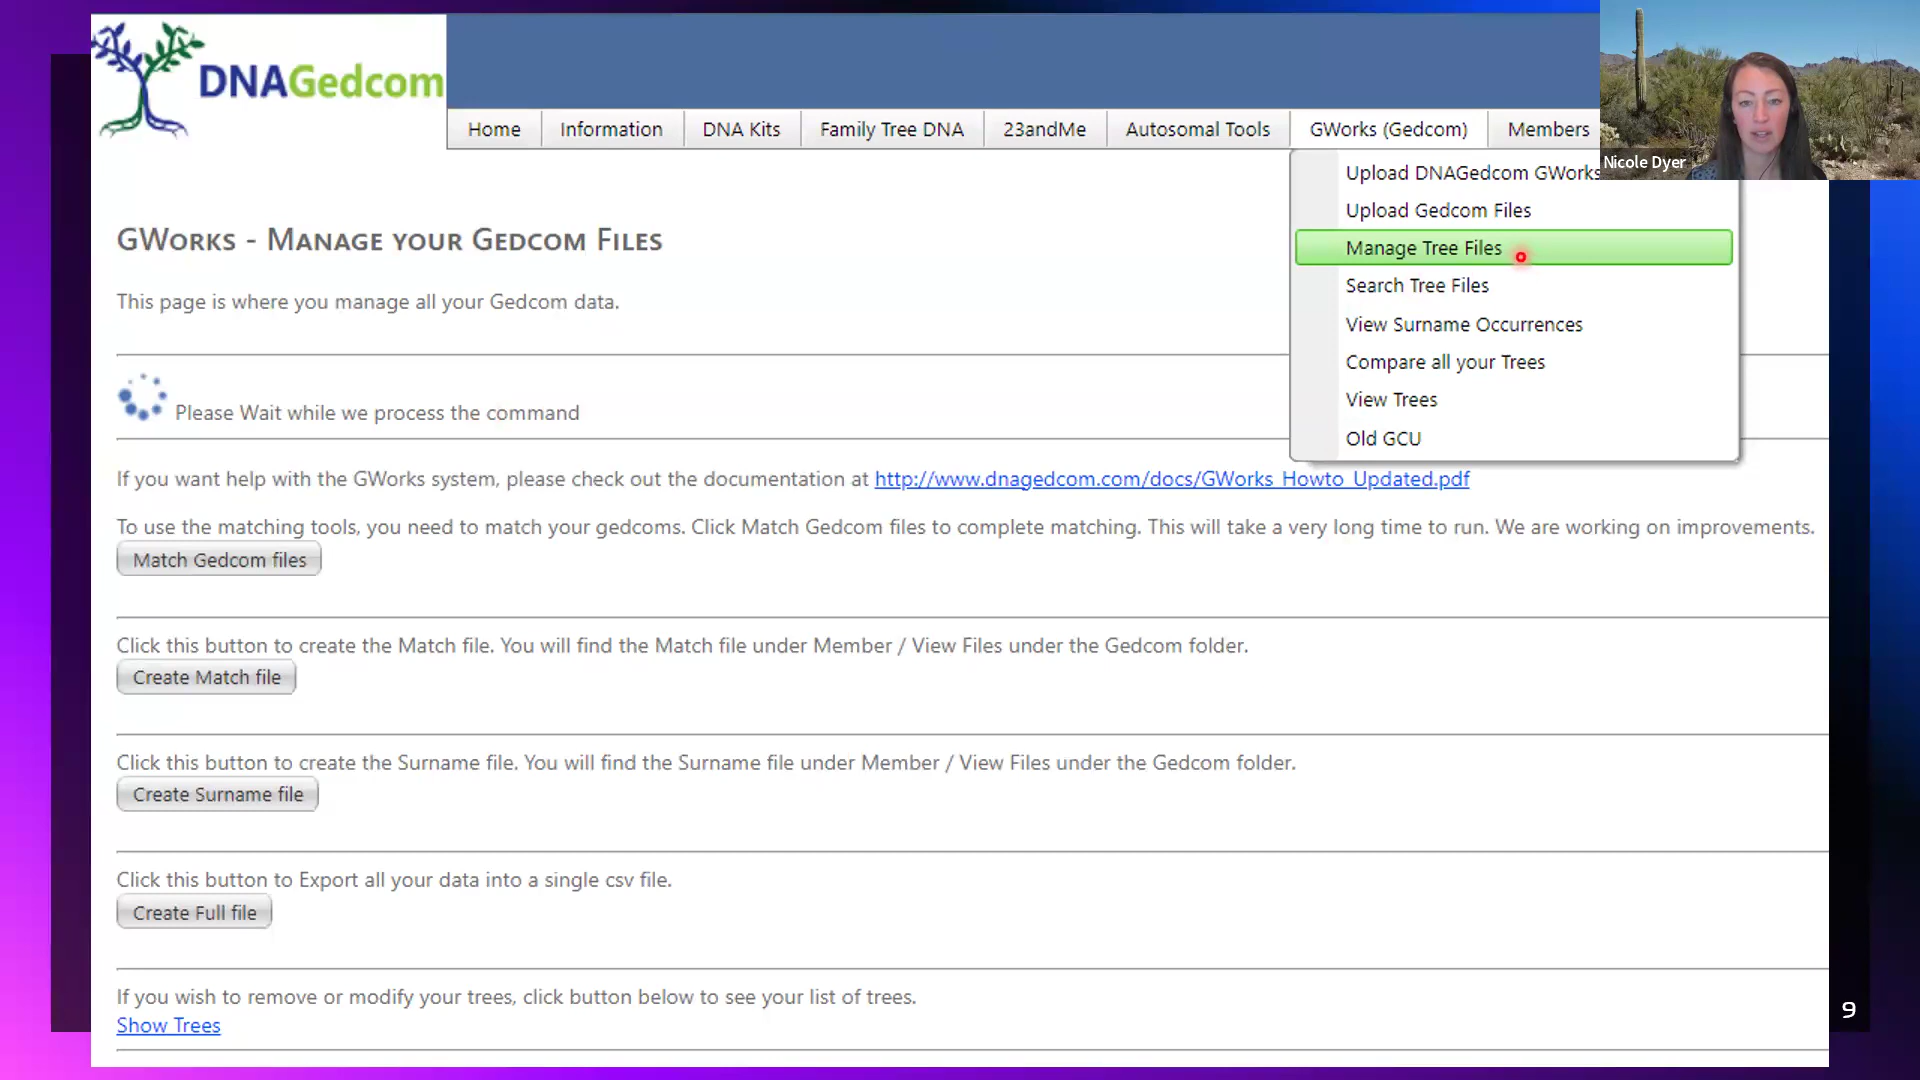 DNAGedcom
Home
Information
DNA Kits
Family Tree DNA
23andMe
Autosomal Tools
GWorks (Gedcom)
Members
Nicole Dyer
Upload DNAGedcom GWorks
Upload Gedcom Files
Manage Tree Files
Search Tree Files
View Surname Occurrences
Compare all your Trees
View Trees
Old GCU
GWorks - Manage your Gedcom Files
This page is where you manage all your Gedcom data.
Please Wait while we process the command
If you want help with the GWorks system, please check out the documentation at http://www.dnagedcom.com/docs/GWorks_Howto_Updated.pdf
To use the matching tools, you need to match your gedcoms. Click Match Gedcom files to complete matching. This will take a very long time to run. We are working on improvements.
Match Gedcom files
Click this button to create the Match file. You will find the Match file under Member / View Files under the Gedcom folder.
Create Match file
Click this button to create the Surname file. You will find the Surname file under Member / View Files under the Gedcom folder.
Create Surname file
Click this button to Export all your data into a single csv file.
Create Full file
If you wish to remove or modify your trees, click button below to see your list of trees.
Show Trees
9